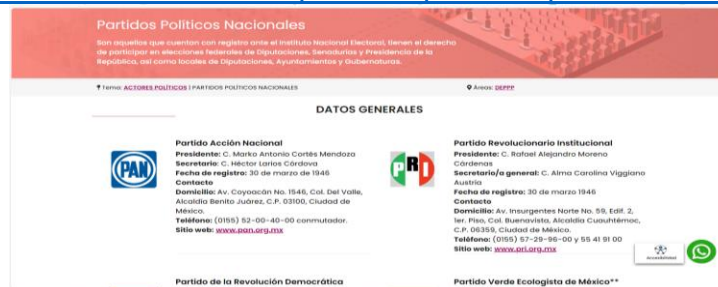 Partidos Políticos Nacionales
Son aquellos que cuentan con registro ante el Instituto Nacional Electoral, tienen el derecho
de participar en elecciones federales de Diputaciones, Senadurías y Presidencia de la
República, así como locales de Diputaciones, Ayuntamientos y Gubernaturas.
Tema: ACTORES POLÍTICOS | PARTIDOS POLÍTICOS NACIONALES
Áreas: DEPPP
DATOS GENERALES
PAN
Partido Acción Nacional
Presidente: C. Marko Antonio Cortés Mendoza
Secretario: C. Héctor Larios Córdova
Fecha de registro: 30 de marzo de 1946
Contacto
Domicilio: Av. Coyoacán No. 1546, Col. Del Valle,
Alcaldía Benito Juárez, C.P. 03100, Ciudad de
México.
Teléfono: (0155) 52-00-40-00 conmutador.
Sitio web: www.pan.org.mx
PRI
Partido Revolucionario Institucional
Presidente: C. Rafael Alejandro Moreno
Cárdenas
Secretario/a general: C. Alma Carolina Viggiano
Austria
Fecha de registro: 30 de marzo 1946
Contacto
Domicilio: Av. Insurgentes Norte No. 59, Edif. 2,
1er. Piso, Col. Buenavista, Alcaldía Cuauhtémoc,
C.P. 06359, Ciudad de México.
Teléfono: (0155) 57-29-96-00 y 55 41 91 00
Sitio web: www.pri.org.mx
Accesibilidad
Partido de la Revolución Democrática
Partido Verde Ecologista de México**